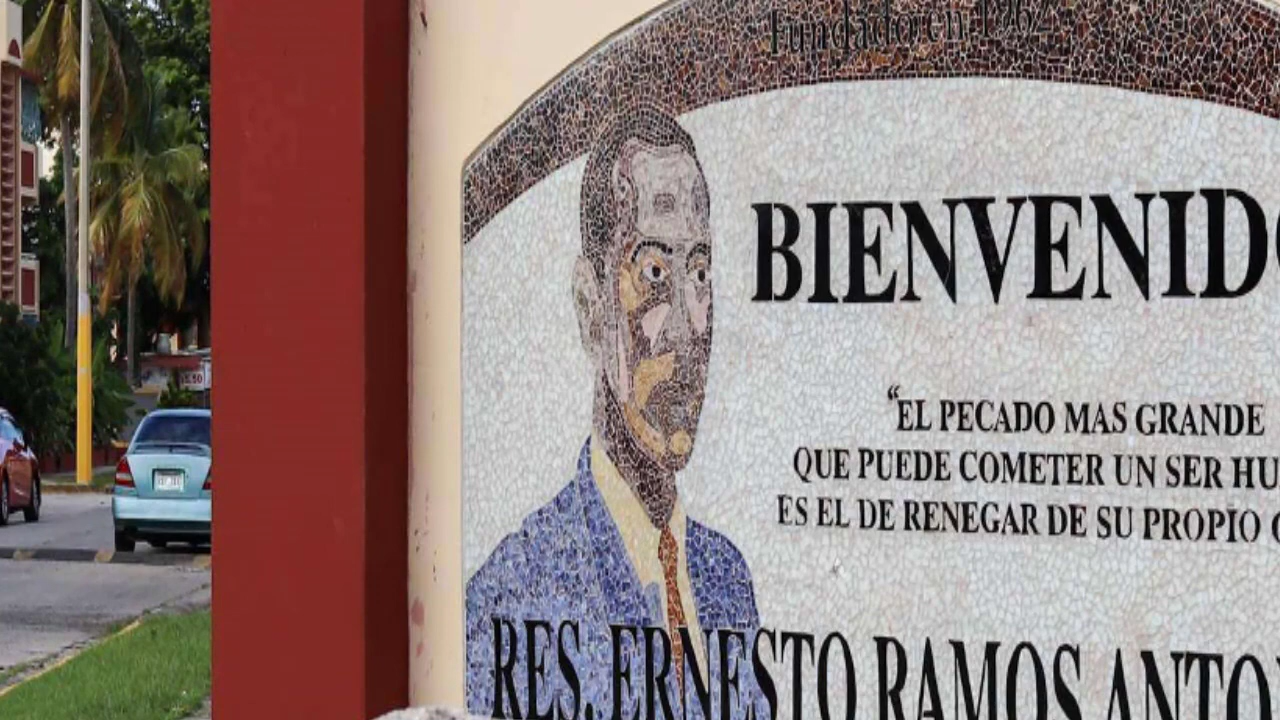 Fundado en 1962
BIENVENIDO
"EL PECADO MAS GRANDE
QUE PUEDE COMETER UN SER HU
ES EL DE RENEGAR DE SU PROPIO
RES. ERNESTO RAMOS ANTO